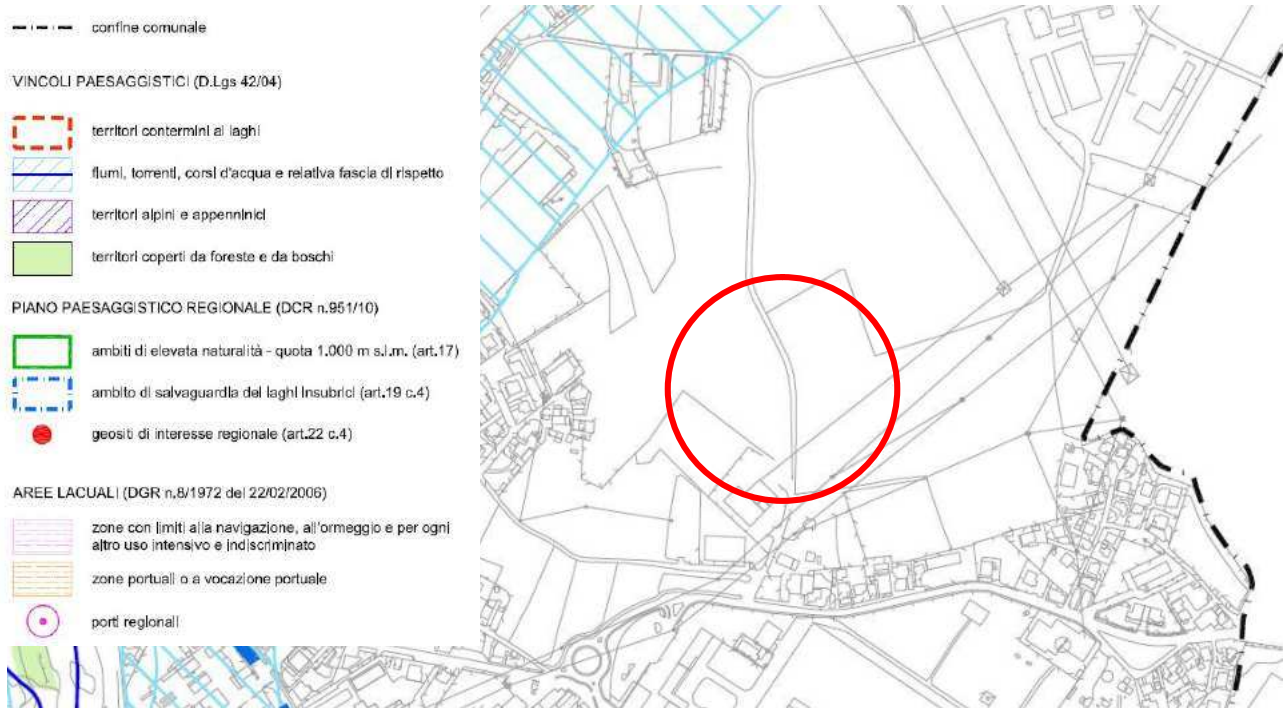 confine comunale
VINCOLI PAESAGGISTICI (D.Lgs 42/04)
territori contermini ai laghi
fiumi, torrenti, corsi d'acqua e relativa fascia di rispetto
territori alpini e appenninici
territori coperti da foreste e da boschi
PIANO PAESAGGISTICO REGIONALE (DCR n.951/10)
ambiti di elevata naturalità - quota 1.000 m s.l.m. (art.17)
ambito di salvaguardia dei laghi insubrici (art.19 c.4)
geositi di interesse regionale (art.22 c.4)
AREE LACUALI (DGR n.8/1972 del 22/02/2006)
zone con limiti alla navigazione, all'ormeggio e per ogni
altro uso intensivo e indiscriminato
zone portuali o a vocazione portuale
porti regionali